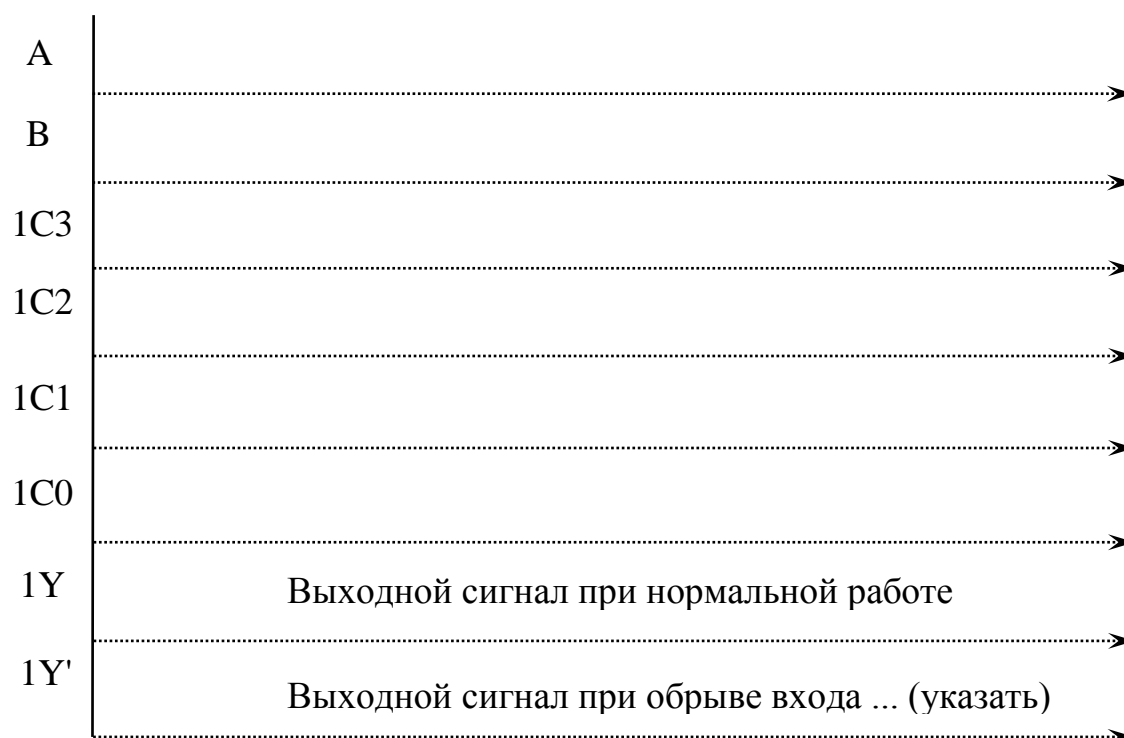 A
B
1C3
1C2
1C1
1C0
1Y
Выходной сигнал при нормальной работе
1Y'
Выходной сигнал при обрыве входа ... (указать)